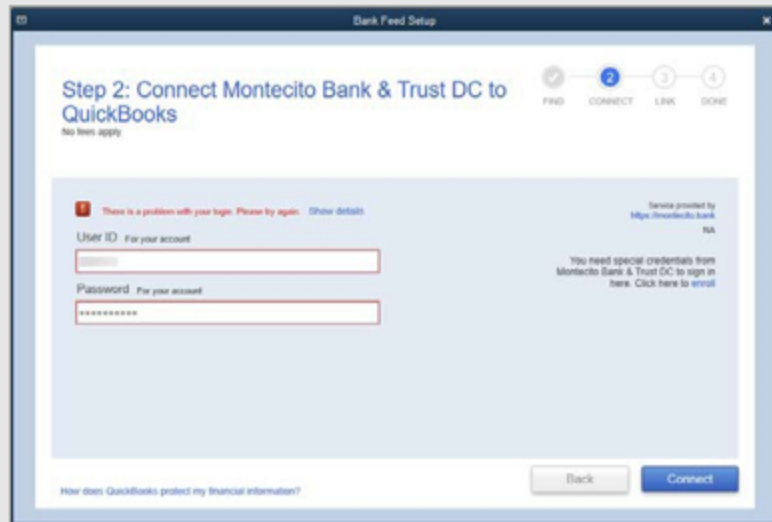 Bank Feed Setup
Step 2: Connect Montecito Bank & Trust DC to
QuickBooks
No fees apply
2
3
4
FIND
CONNECT
LINK
DONE
There is a problem with your login. Please try again. Show details
User ID For your account
Password For your account
Service provided by
https://montecito.bank
NA
You need special credentials from
Montecito Bank & Trust DC to sign in
here. Click here to enroll
Back
Connect
How does QuickBooks protect my financial information?